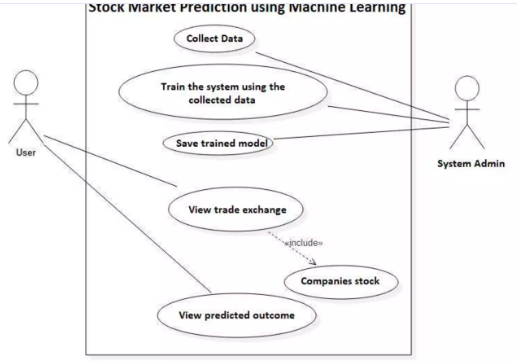 Stock Market Prediction using Machine Learning
Collect Data
Train the system using the
collected data
Save trained model
User
System Admin
View trade exchange
«include»
Companies stock
View predicted outcome